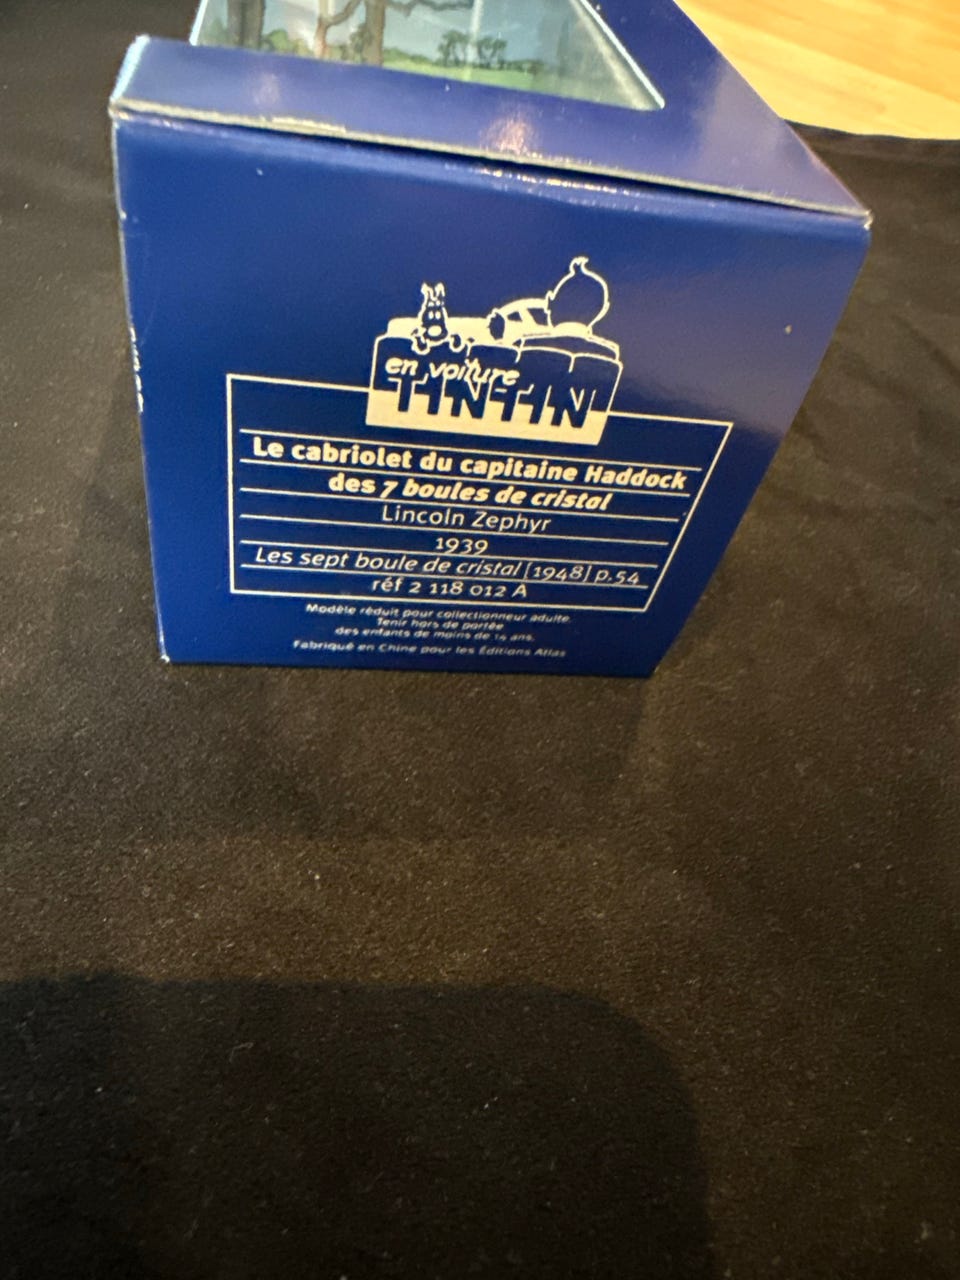 en voiture
TINTIN
Le cabriolet du capitaine Haddock
des 7 boules de cristal
Lincoln Zephyr
1939
Les sept boule de cristal [1948] p.54
réf 2 118 012 A
Modèle réduit pour collectionneur adulte.
Tenir hors de portée
des enfants de moins de 14 ans.
Fabriqué en Chine pour les Éditions Atlas